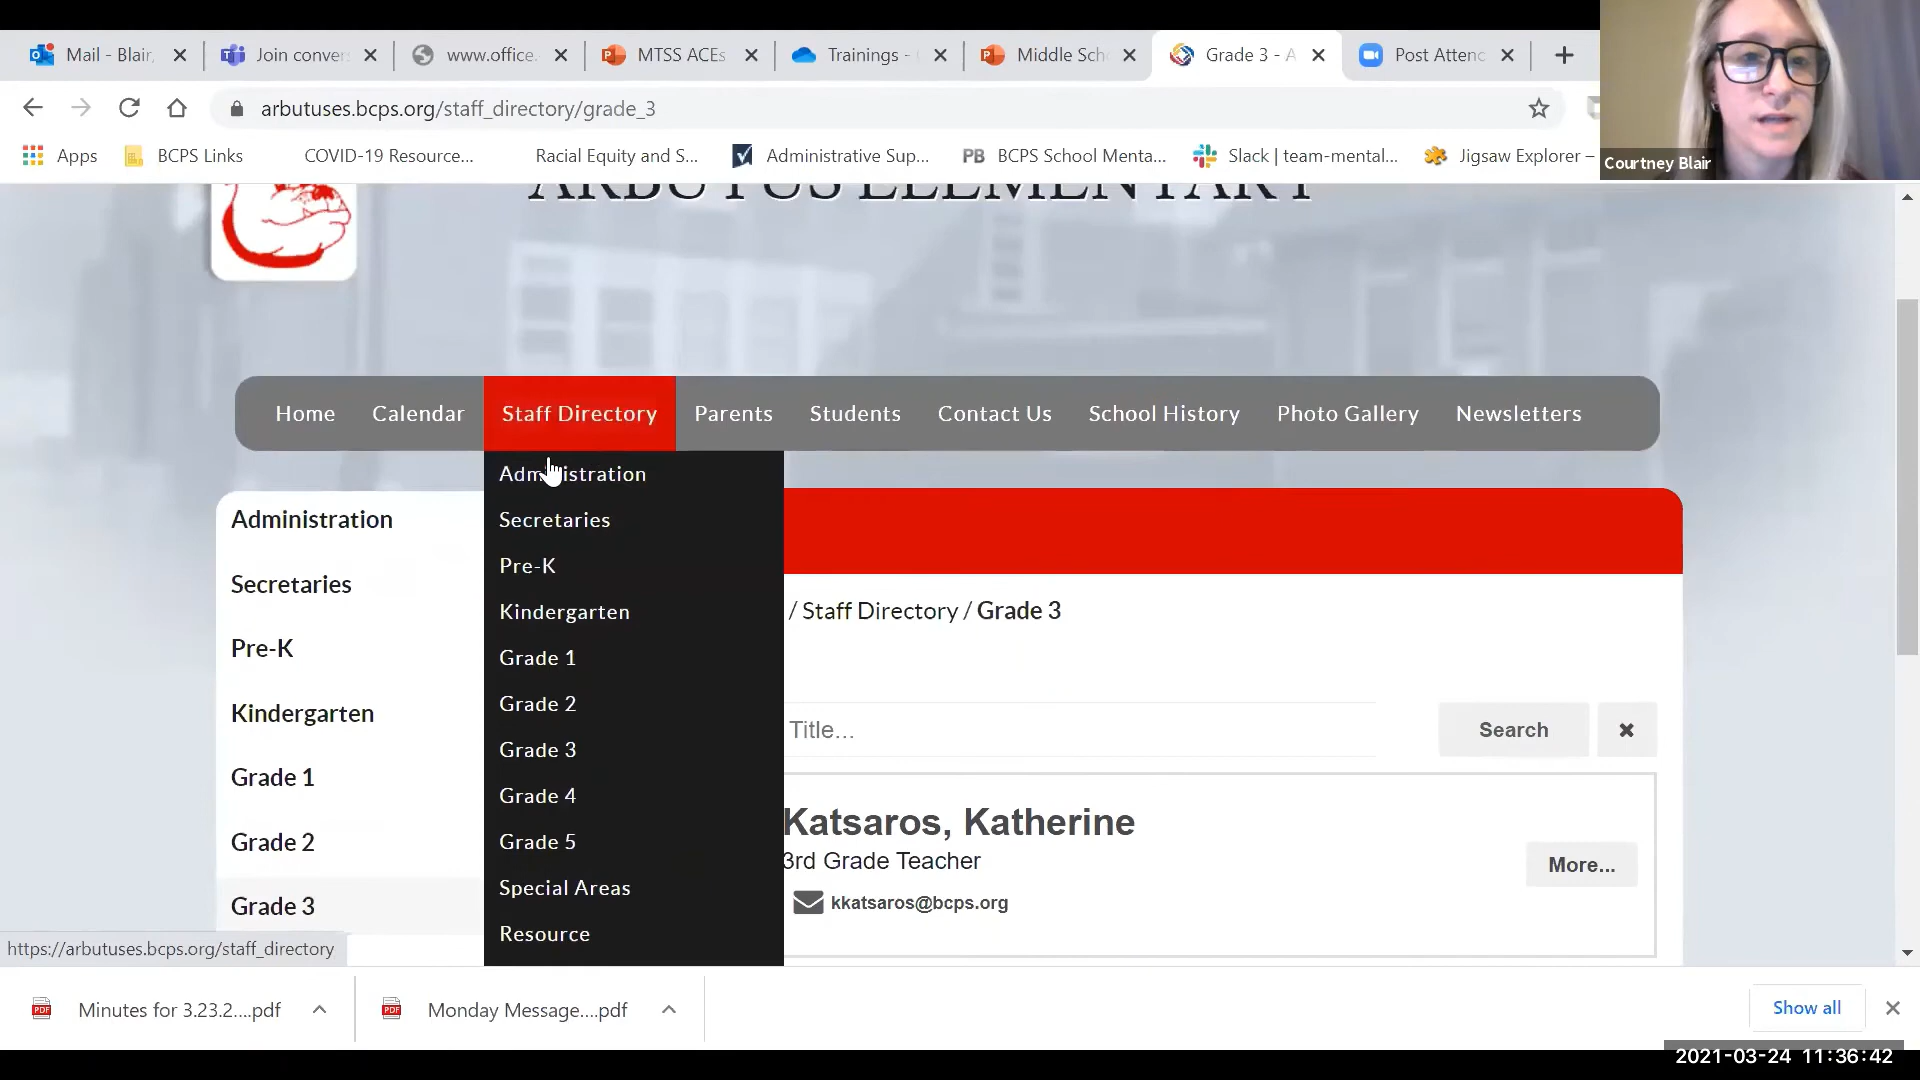 Mail - Blair,
Join conver
www.office.
MTSS ACEs
Trainings -
Middle Sch
Grade 3 - A
Post Attenc
arbutuses.bcps.org/staff_directory/grade_3
Apps
BCPS Links
COVID-19 Resource...
Racial Equity and S...
Administrative Sup...
PB BCPS School Menta...
Slack | team-mental...
Jigsaw Explorer –
Courtney Blair
ARBUTUS ELEMENTARY
Home
Calendar
Staff Directory
Parents
Students
Contact Us
School History
Photo Gallery
Newsletters
Administration
Secretaries
Pre-K
Kindergarten
Grade 1
Grade 2
Grade 3
Administration
Secretaries
Pre-K
Kindergarten
Grade 1
Grade 2
Grade 3
Grade 4
Grade 5
Special Areas
Resource
/ Staff Directory / Grade 3
Title...
Search
Katsaros, Katherine
3rd Grade Teacher
kkatsaros@bcps.org
More...
https://arbutuses.bcps.org/staff_directory
Minutes for 3.23.2....pdf
Monday Message....pdf
Show all
2021-03-24 11:36:42